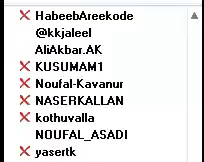 HabeebAreekode
@kkjaleel
AliAkbar.AK
KUSUMAM1
Noufal-Kavanur
NASERKALLAN
kothuvalla
NOUFAL_ASADI
yasertk